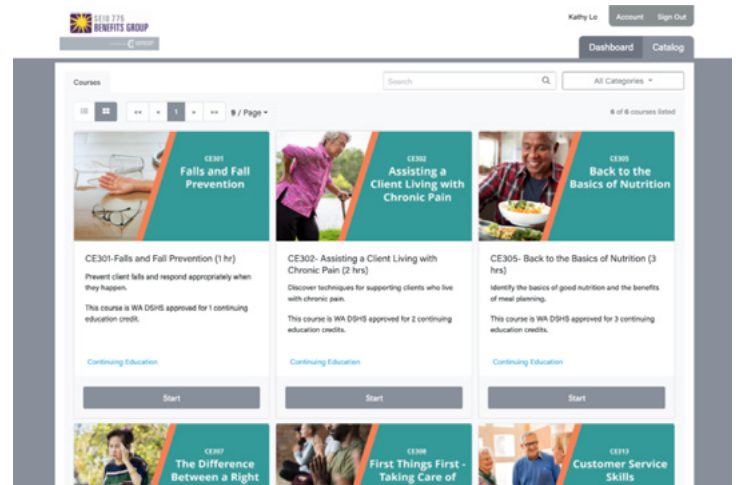 SEIU 775
BENEFITS GROUP
Kathy Lo
Account
Sign Out
Dashboard
Catalog
Courses
Search
All Categories
«
‹
1
›
»
9 / Page
6 of 6 courses listed
CE301
Falls and Fall
Prevention
CE301-Falls and Fall Prevention (1 hr)
Prevent client falls and respond appropriately when
they happen.
This course is WA DSHS approved for 1 continuing
education credit.
Continuing Education
Start
CE302
Assisting a
Client Living with
Chronic Pain
CE302- Assisting a Client Living with
Chronic Pain (2 hrs)
Discover techniques for supporting clients who live
with chronic pain.
This course is WA DSHS approved for 2 continuing
education credits.
Continuing Education
Start
CE305
Back to the
Basics of Nutrition
CE305- Back to the Basics of Nutrition (3
hrs)
Identify the basics of good nutrition and the benefits
of meal planning.
This course is WA DSHS approved for 3 continuing
education credits.
Continuing Education
Start
CE307
The Difference
Between a Right
CE308
First Things First -
Taking Care of
CE313
Customer Service
Skills